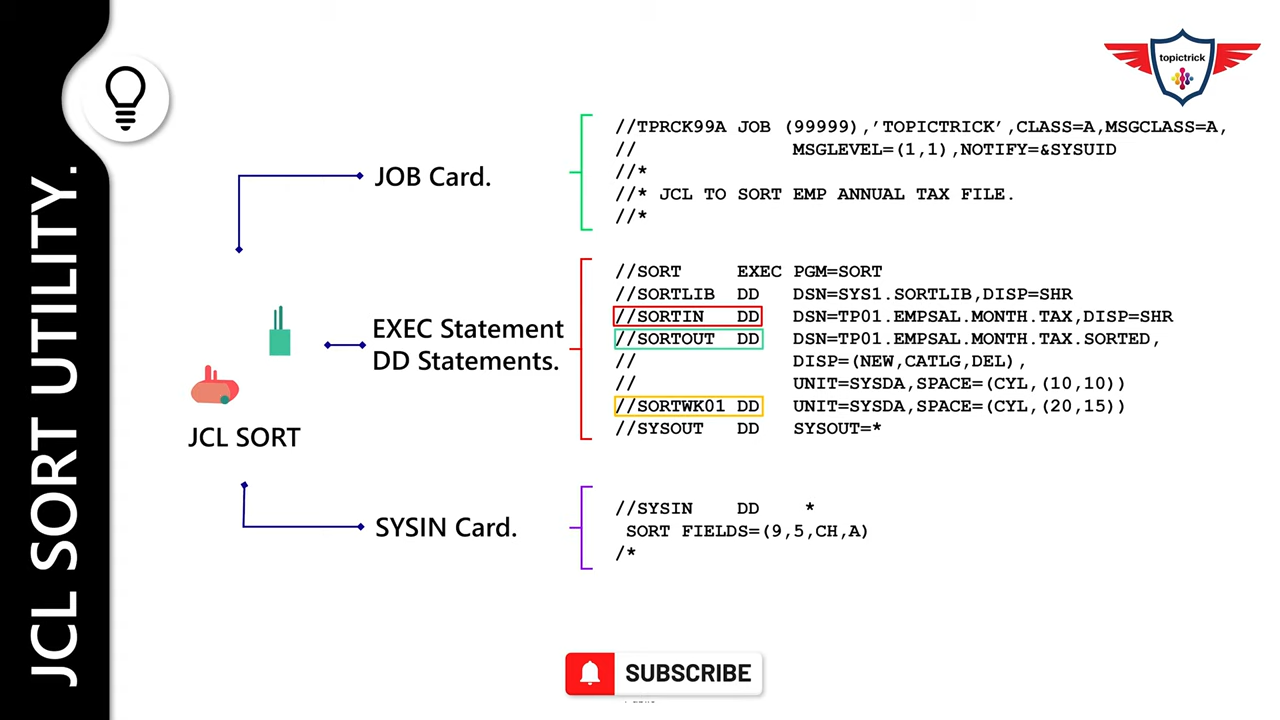 JCL SORT UTILITY.
topictrick
JOB Card.
//TPRCK99A JOB (99999),'TOPICTRICK',CLASS=A,MSGCLASS=A,
//              MSGLEVEL=(1,1),NOTIFY=&SYSUID
//*
//* JCL TO SORT EMP ANNUAL TAX FILE.
//*
EXEC Statement
DD Statements.
//SORT     EXEC PGM=SORT
//SORTLIB  DD   DSN=SYS1.SORTLIB,DISP=SHR
//SORTIN   DD   DSN=TP01.EMPSAL.MONTH.TAX,DISP=SHR
//SORTOUT  DD   DSN=TP01.EMPSAL.MONTH.TAX.SORTED,
//              DISP=(NEW,CATLG,DEL),
//              UNIT=SYSDA,SPACE=(CYL,(10,10))
//SORTWK01 DD   UNIT=SYSDA,SPACE=(CYL,(20,15))
//SYSOUT   DD   SYSOUT=*
JCL SORT
SYSIN Card.
//SYSIN    DD    *
 SORT FIELDS=(9,5,CH,A)
/*
SUBSCRIBE